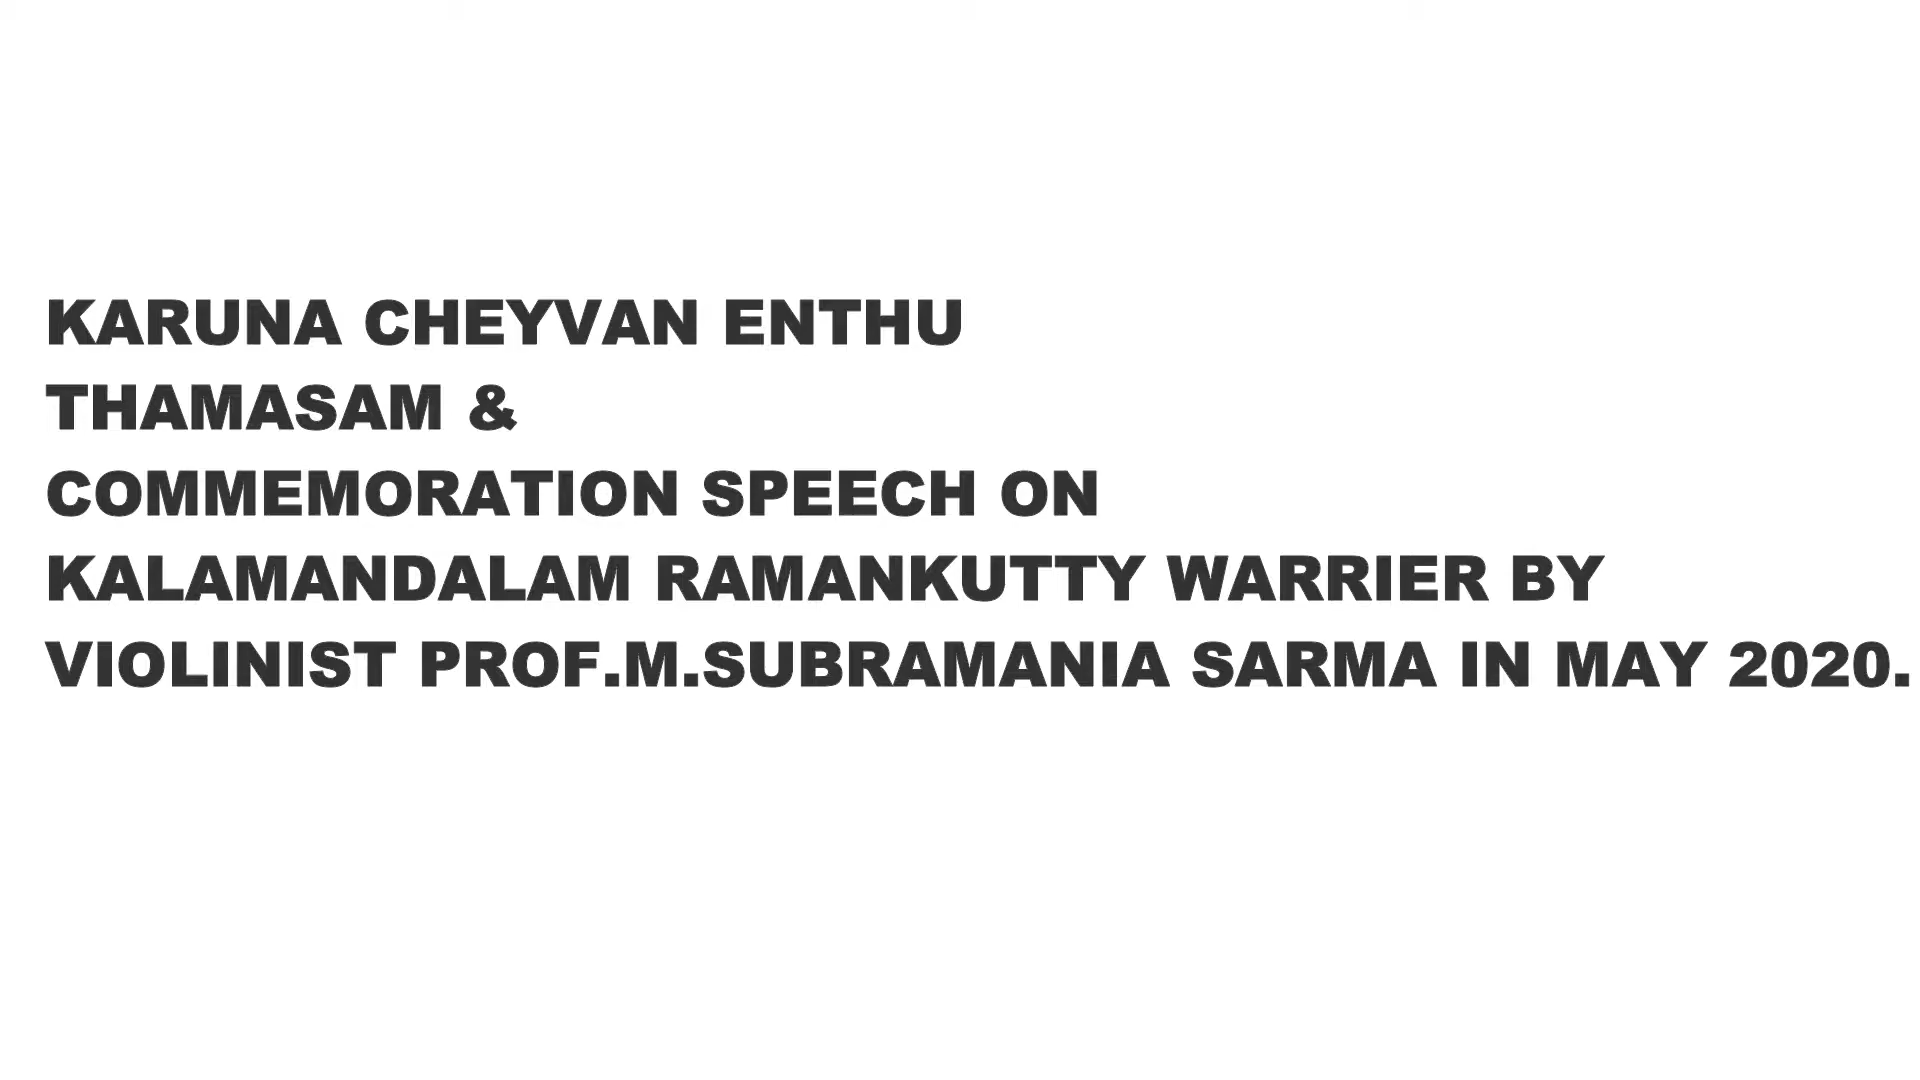 KARUNA CHEYVAN ENTHU
THAMASAM &
COMMEMORATION SPEECH ON
KALAMANDALAM RAMANKUTTY WARRIER BY
VIOLINIST PROF.M.SUBRAMANIA SARMA IN MAY 2020.